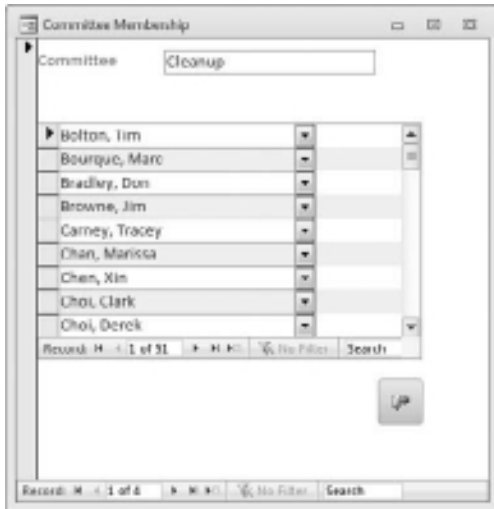 Committee Membership
Committee Cleanup
Bolton, Tim
Bourque, Marc
Bradley, Don
Browne, Jim
Carney, Tracey
Chan, Marissa
Chen, Xin
Choi, Clark
Choi, Derek
Record: 1 of 51 No Filter Search
Record: 1 of 4 No Filter Search